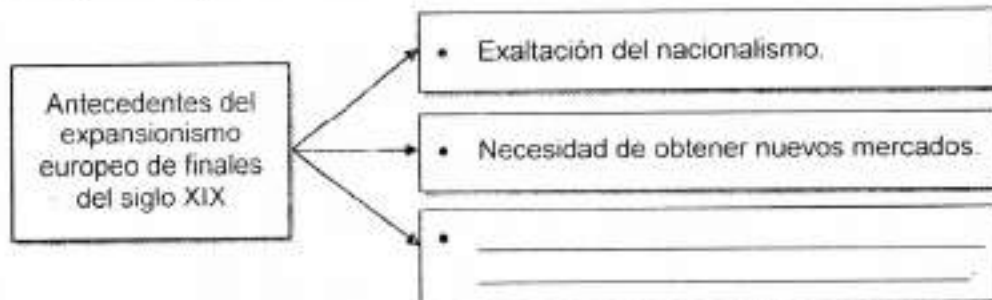 Antecedentes del
expansionismo
europeo de finales
del siglo XIX
• Exaltación del nacionalismo.
• Necesidad de obtener nuevos mercados.
•